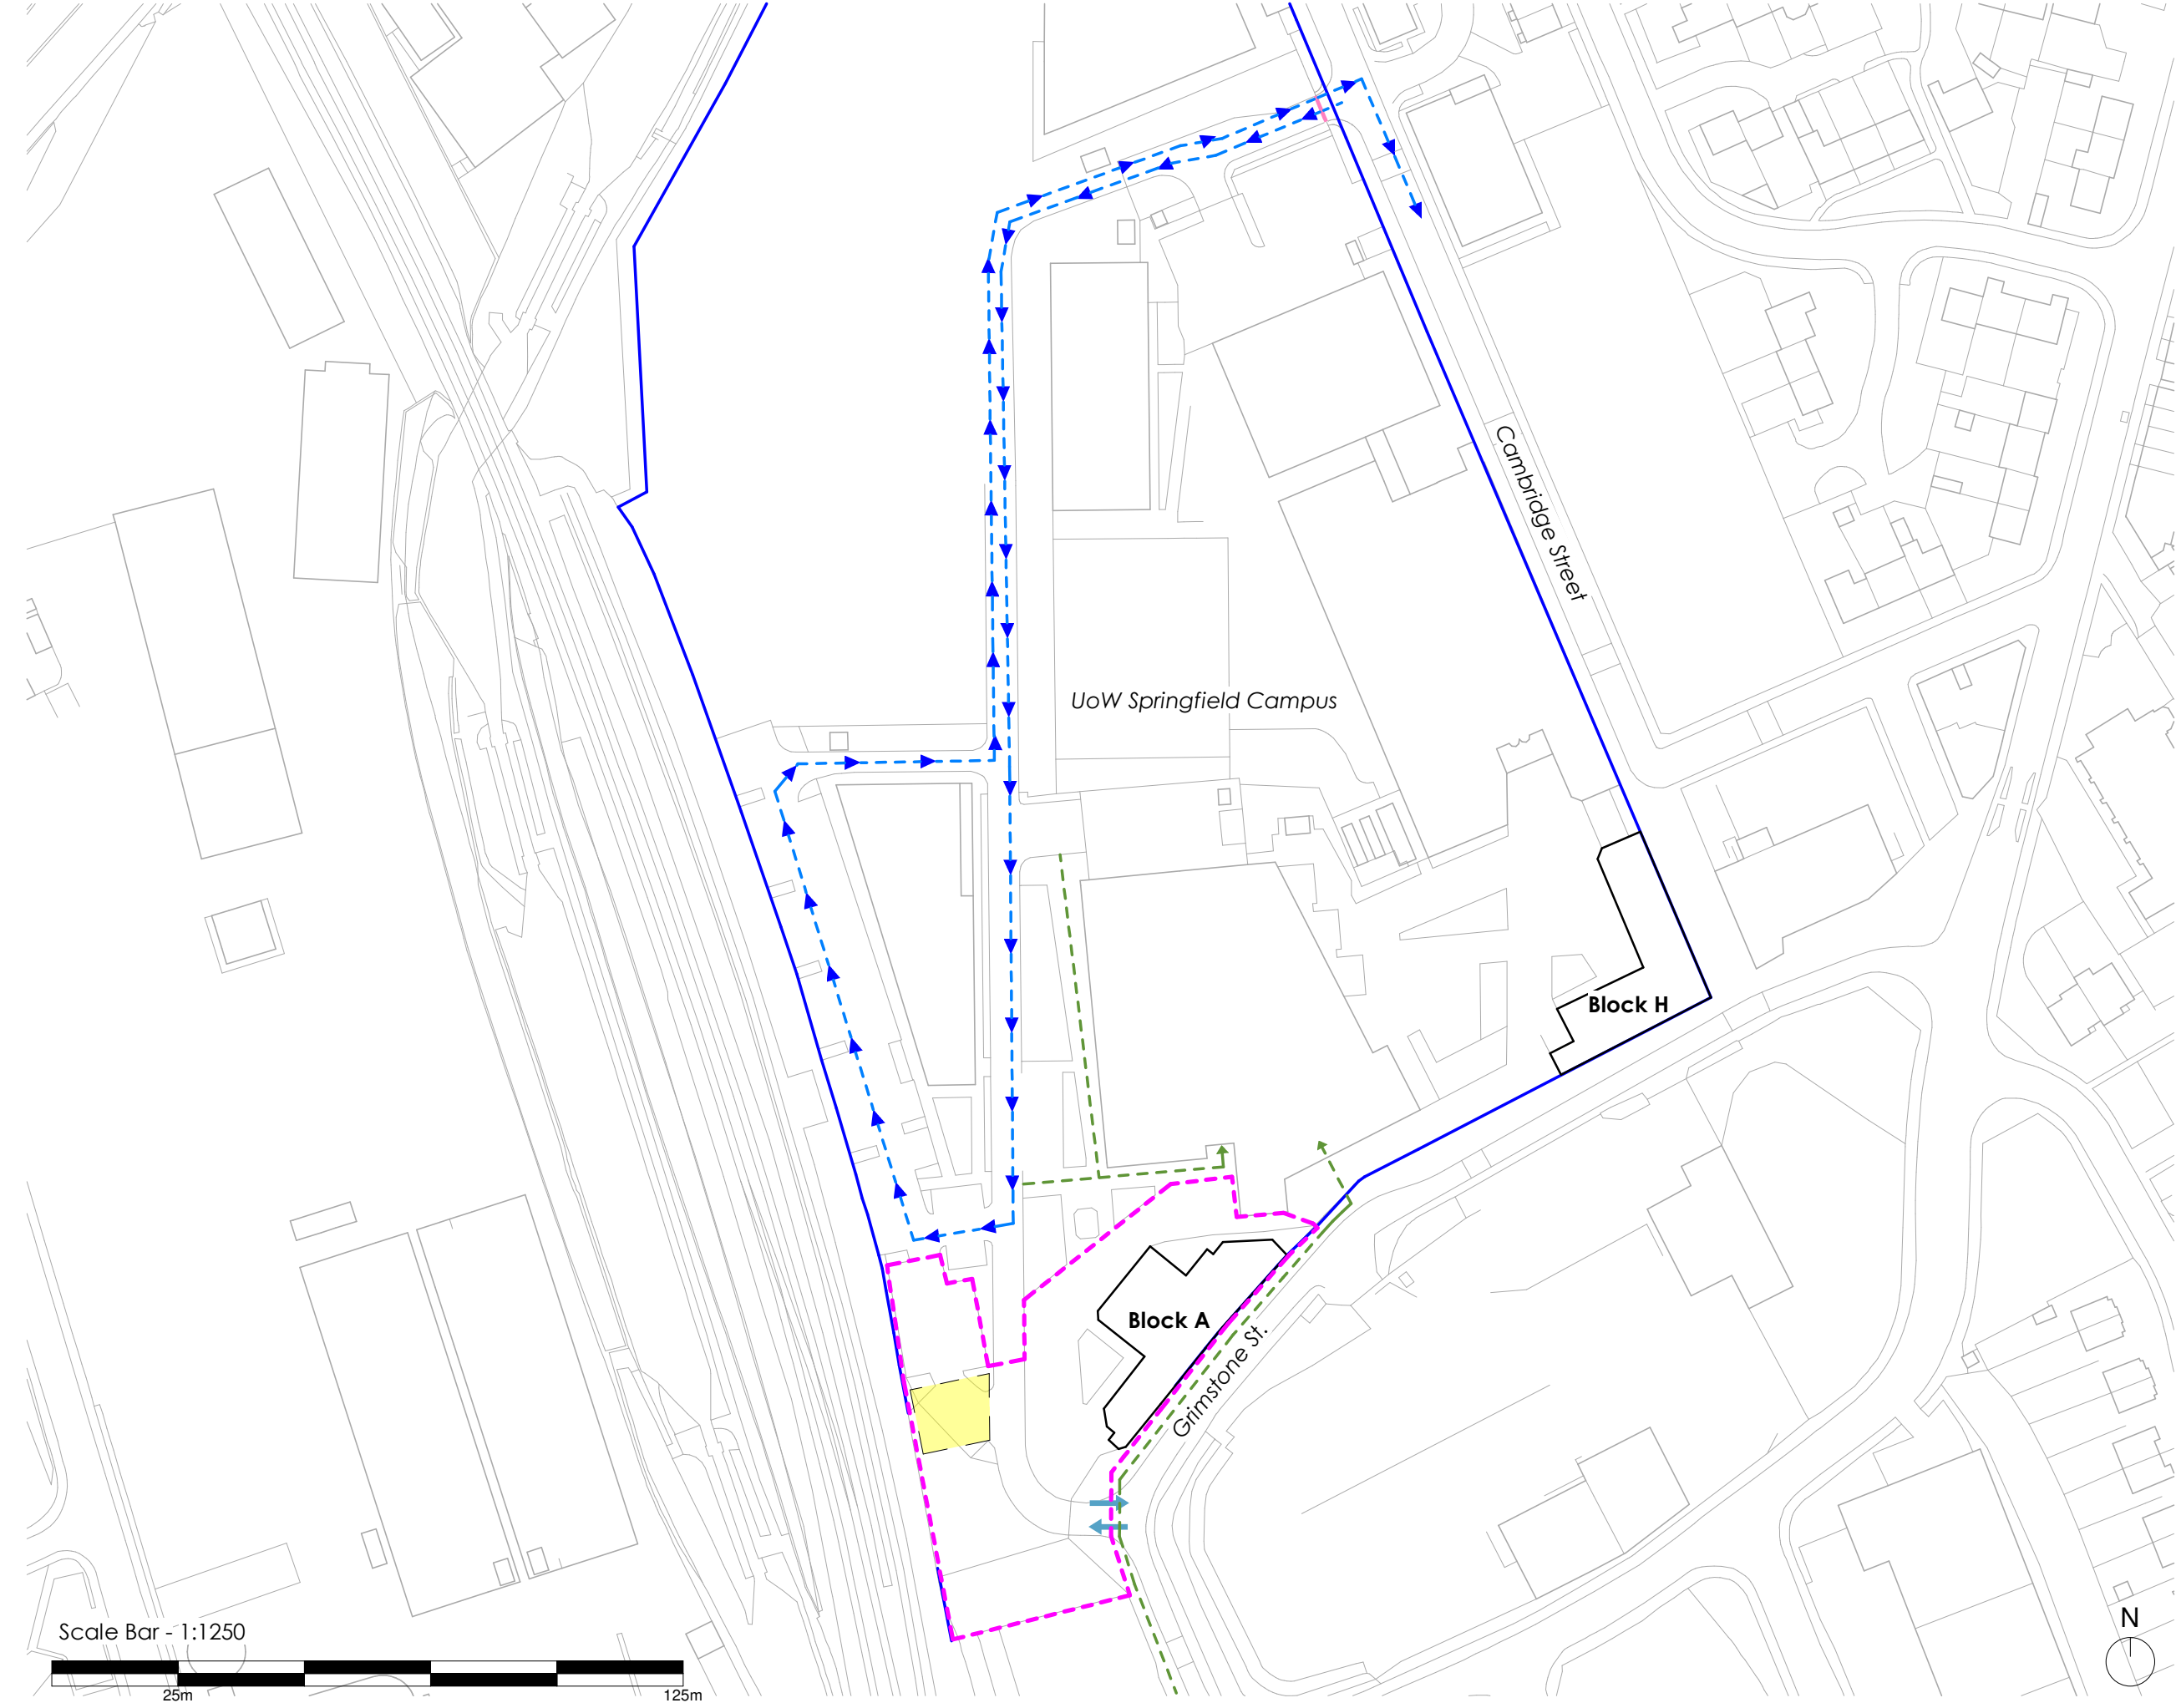 Cambridge Street
UoW Springfield Campus
Block H
Block A
Grimstone St.
Scale Bar - 1:1250
25m
125m
N